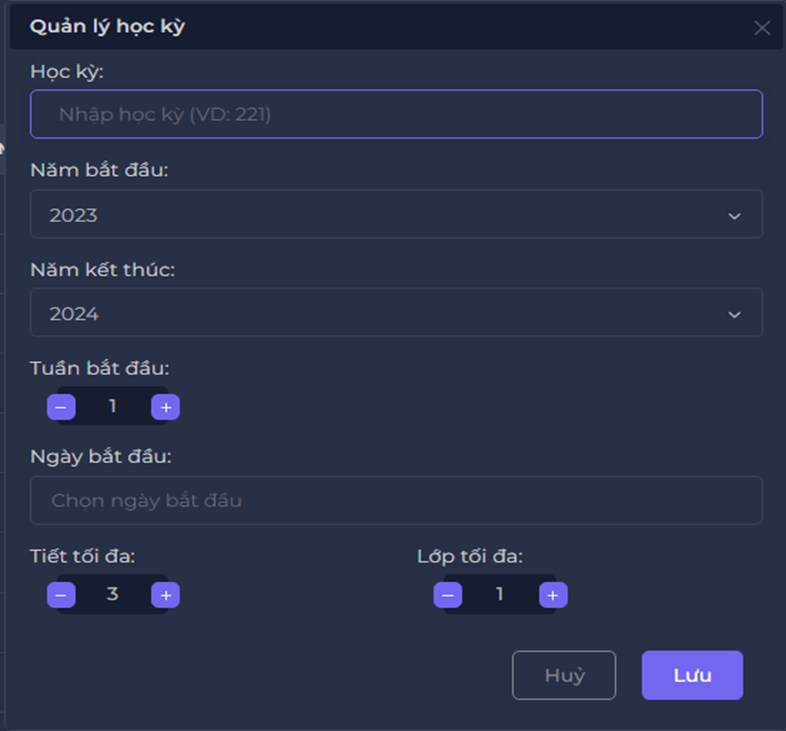 Quản lý học kỳ
Học kỳ:
Nhập học kỳ (VD: 221)
Năm bắt đầu:
2023
Năm kết thúc:
2024
Tuần bắt đầu:
− 1 +
Ngày bắt đầu:
Chọn ngày bắt đầu
Tiết tối đa: Lớp tối đa:
− 3 + − 1 +
Huỷ Lưu